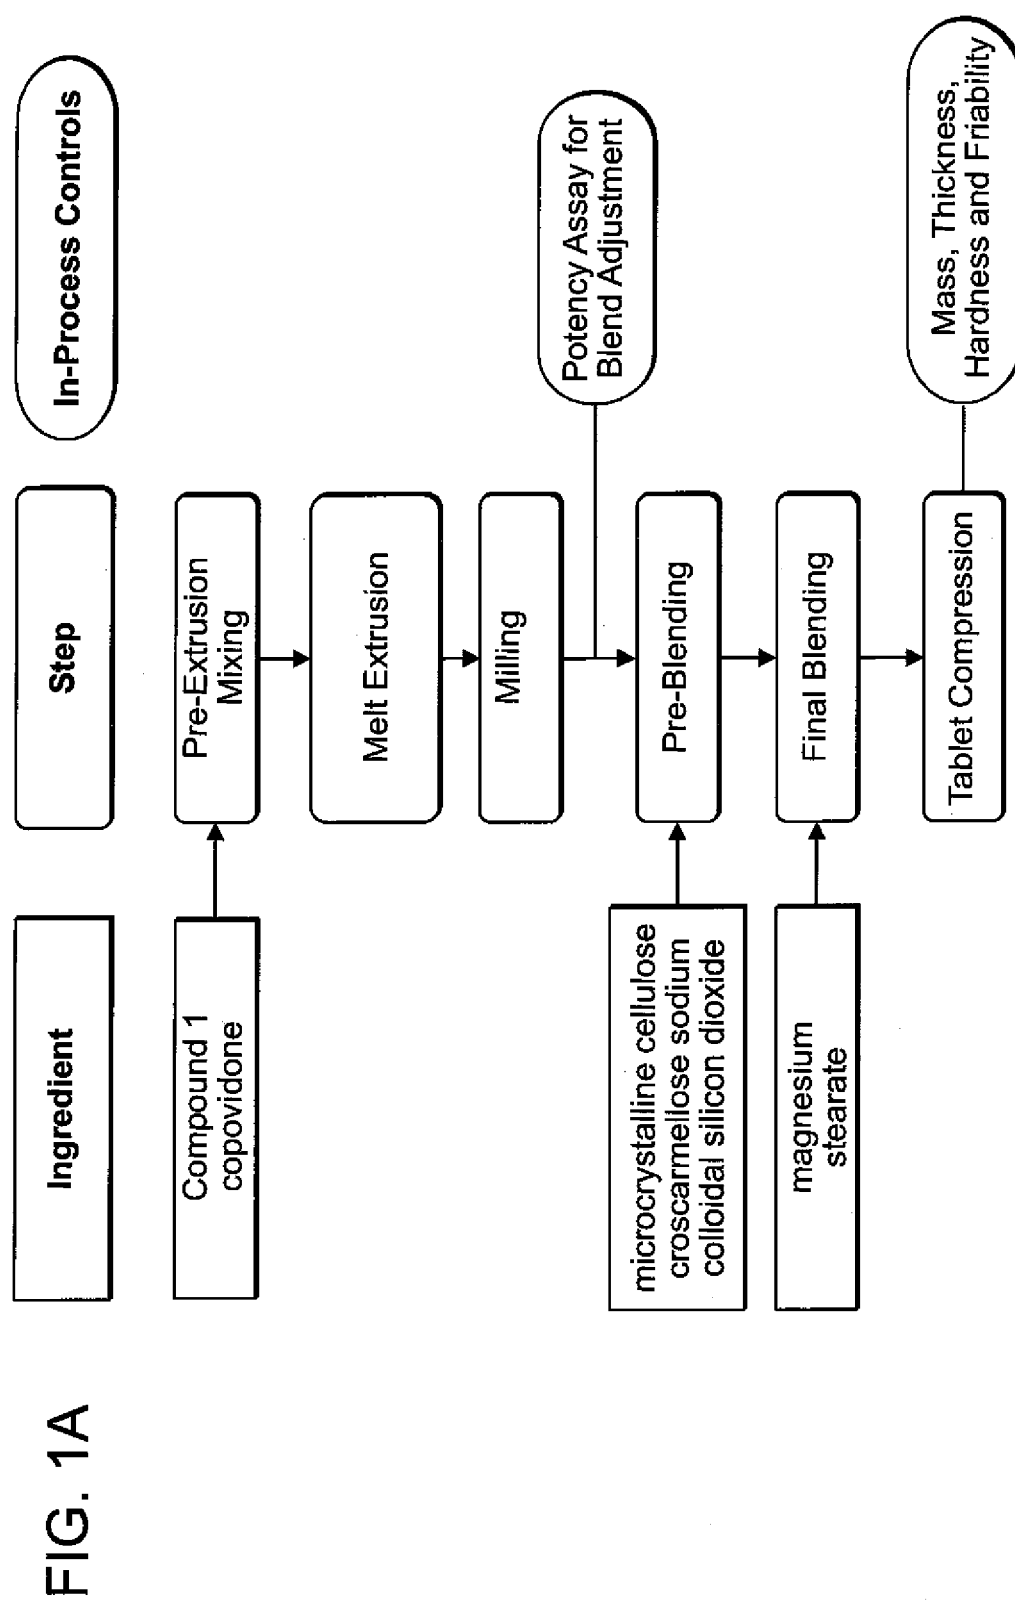 FIG. 1A
Ingredient
Step
In-Process Controls
Compound 1
copovidone
Pre-Extrusion
Mixing
Melt Extrusion
Milling
Potency Assay for
Blend Adjustment
microcrystalline cellulose
croscarmellose sodium
colloidal silicon dioxide
Pre-Blending
magnesium
stearate
Final Blending
Tablet Compression
Mass, Thickness,
Hardness and Friability